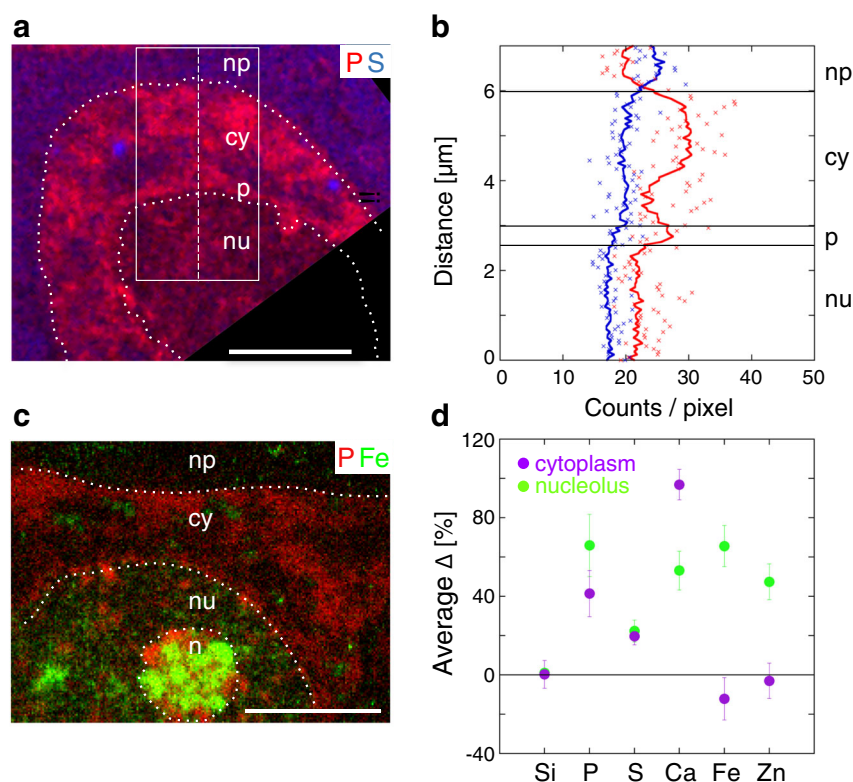 a
P S
np
cy
p
nu
b
6
4
2
0
Distance [µm]
0 10 20 30 40 50
Counts / pixel
np
cy
p
nu
c
P Fe
np
cy
nu
n
d
120
80
40
0
-40
Average Δ [%]
cytoplasm
nucleolus
Si P S Ca Fe Zn